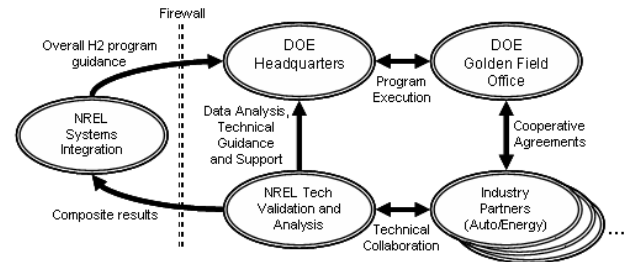 Firewall
Overall H2 program
guidance
DOE
Headquarters
DOE
Golden Field
Office
Program
Execution
NREL
Systems
Integration
Data Analysis,
Technical
Guidance
and Support
Cooperative
Agreements
Composite results
NREL Tech
Validation and
Analysis
Technical
Collaboration
Industry
Partners
(Auto/Energy)
...